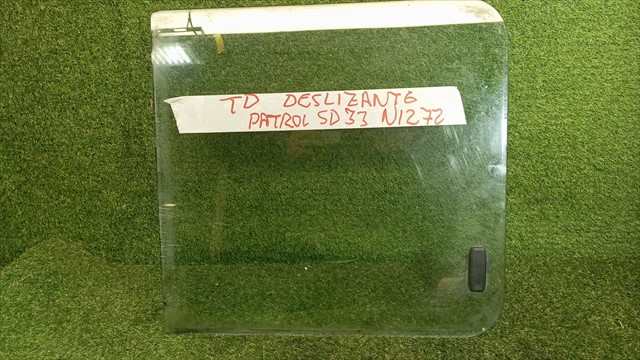 TD DESLIZANTE
PATROL SD33 N1272